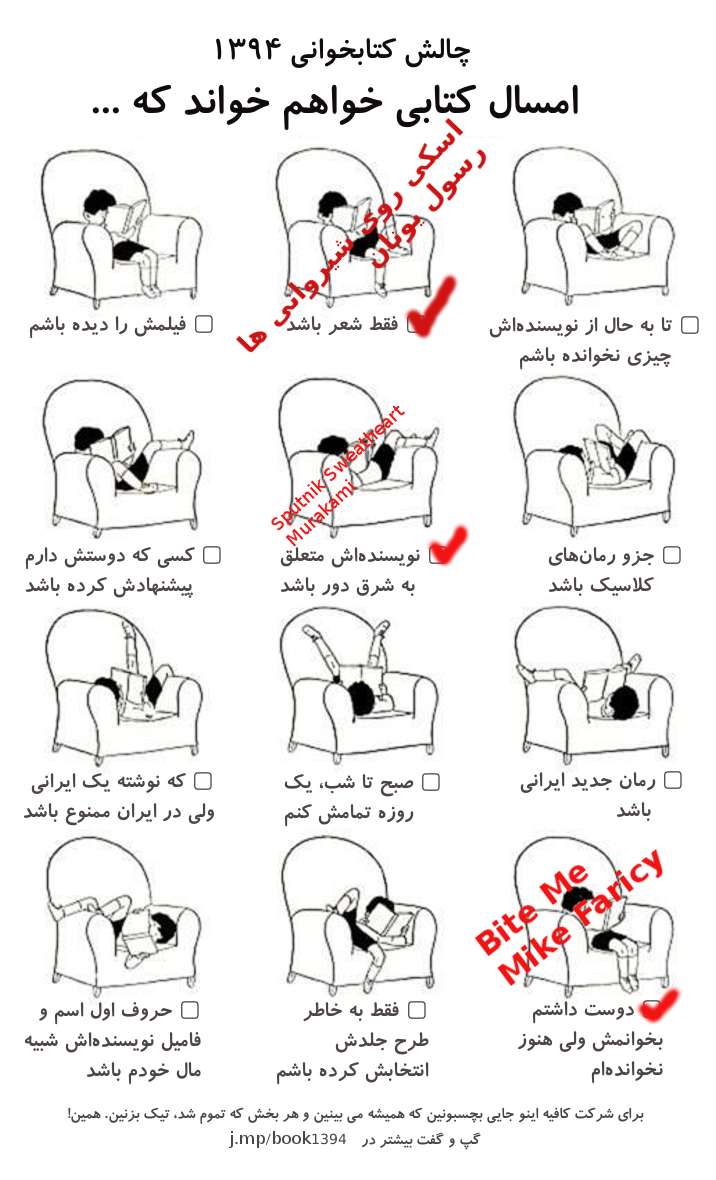 چالش کتابخوانی ۱۳۹۴
امسال کتابی خواهم خواند که ...
تا به حال از نویسنده‌اش
چیزی نخوانده باشم
اسکی روی شیروانی ها
رسول یونان
فقط شعر باشد
فیلمش را دیده باشم
جزو رمان‌های
کلاسیک باشد
Sputnik Sweatheart
Murakami
نویسنده‌اش متعلق
به شرق دور باشد
کسی که دوستش دارم
پیشنهادش کرده باشد
رمان جدید ایرانی
باشد
صبح تا شب، یک
روزه تمامش کنم
که نوشته یک ایرانی
ولی در ایران ممنوع باشد
Bite Me
Mike Faricy
دوست داشتم
بخوانمش ولی هنوز
نخوانده‌ام
فقط به خاطر
طرح جلدش
انتخابش کرده باشم
حروف اول اسم و
فامیل نویسنده‌اش شبیه
مال خودم باشد
برای شرکت کافیه اینو جایی بچسبونین که همیشه می بینین و هر بخش که تموم شد، تیک بزنین. همین!
گپ و گفت بیشتر در j.mp/book1394